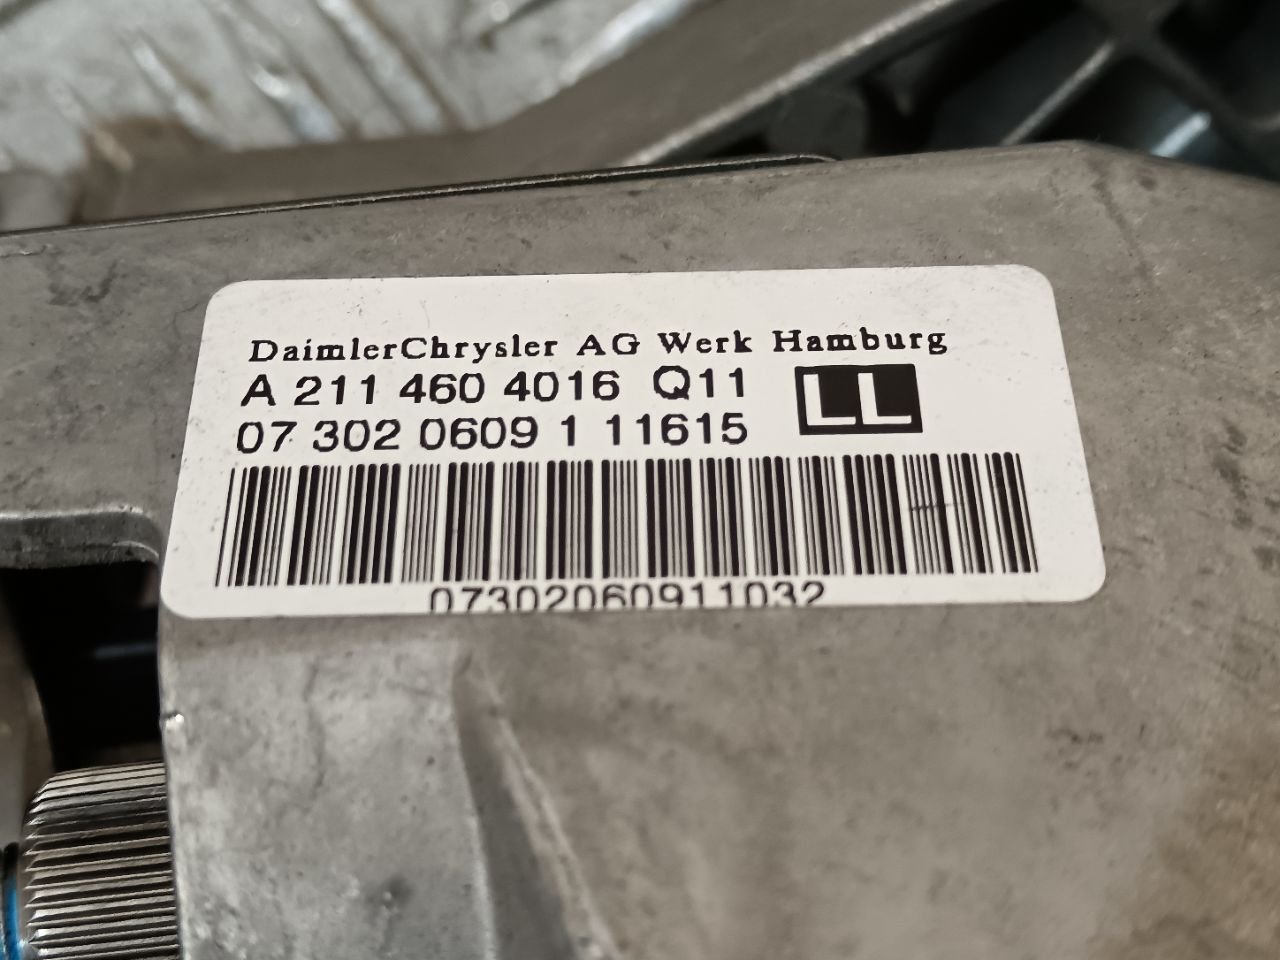 DaimlerChrysler AG Werk Hamburg
A 211 460 4016 Q11
LL
07 302 0609 1 11615
07302060911032